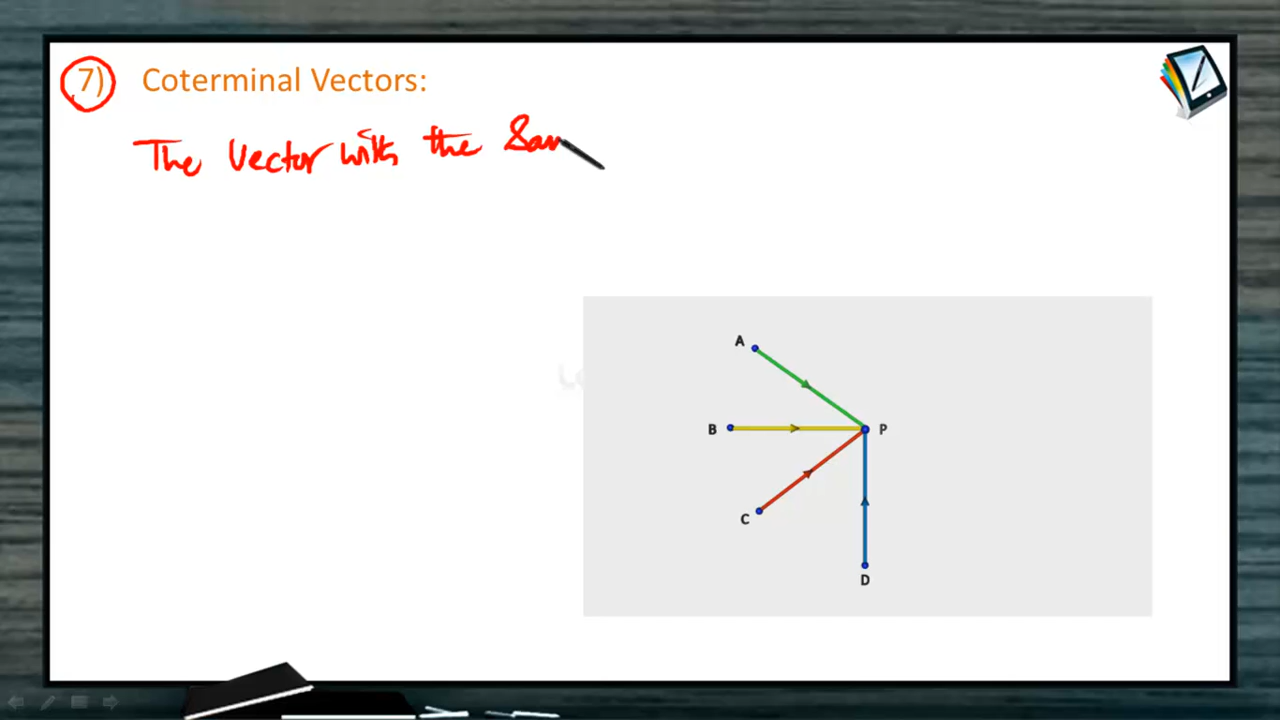 7) Coterminal Vectors:
The Vector with the Sam
A
B
P
C
D